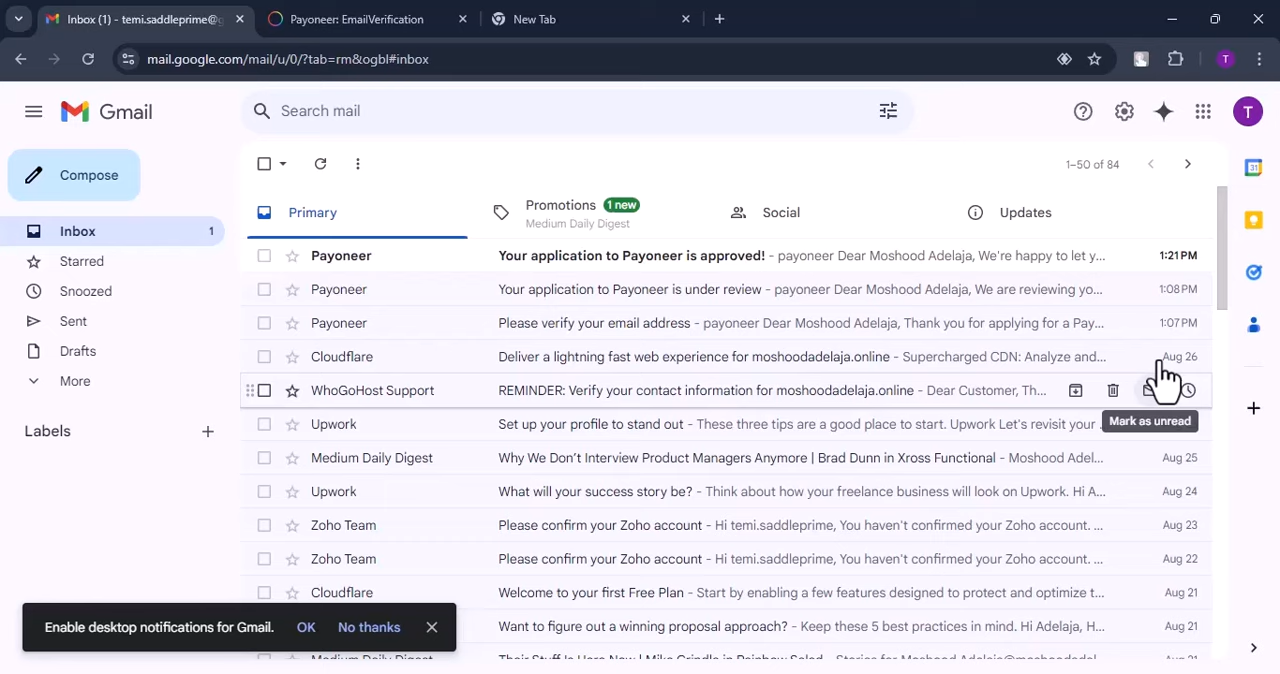 Inbox (1) - temi.saddleprime@g
Payoneer: EmailVerification
New Tab
mail.google.com/mail/u/0/?tab=rm&ogbl#inbox
T
Gmail
Search mail
T
Compose
1–50 of 84
31
Primary
Promotions 1 new
Medium Daily Digest
Social
Updates
Inbox 1
Starred
Snoozed
Sent
Drafts
More
Labels
Payoneer Your application to Payoneer is approved! - payoneer Dear Moshood Adelaja, We're happy to let y... 1:21 PM
Payoneer Your application to Payoneer is under review - payoneer Dear Moshood Adelaja, We are reviewing yo... 1:08 PM
Payoneer Please verify your email address - payoneer Dear Moshood Adelaja, Thank you for applying for a Pay... 1:07 PM
Cloudflare Deliver a lightning fast web experience for moshoodadelaja.online - Supercharged CDN: Analyze and... Aug 26
WhoGoHost Support REMINDER: Verify your contact information for moshoodadelaja.online - Dear Customer, Th...
Mark as unread
Upwork Set up your profile to stand out - These three tips are a good place to start. Upwork Let's revisit your
Medium Daily Digest Why We Don't Interview Product Managers Anymore | Brad Dunn in Xross Functional - Moshood Adel... Aug 25
Upwork What will your success story be? - Think about how your freelance business will look on Upwork. Hi A... Aug 24
Zoho Team Please confirm your Zoho account - Hi temi.saddleprime, You haven't confirmed your Zoho account. ... Aug 23
Zoho Team Please confirm your Zoho account - Hi temi.saddleprime, You haven't confirmed your Zoho account. ... Aug 22
Cloudflare Welcome to your first Free Plan - Start by enabling a few features designed to protect and optimize t... Aug 21
Want to figure out a winning proposal approach? - Keep these 5 best practices in mind. Hi Adelaja, H... Aug 21
Enable desktop notifications for Gmail. OK No thanks